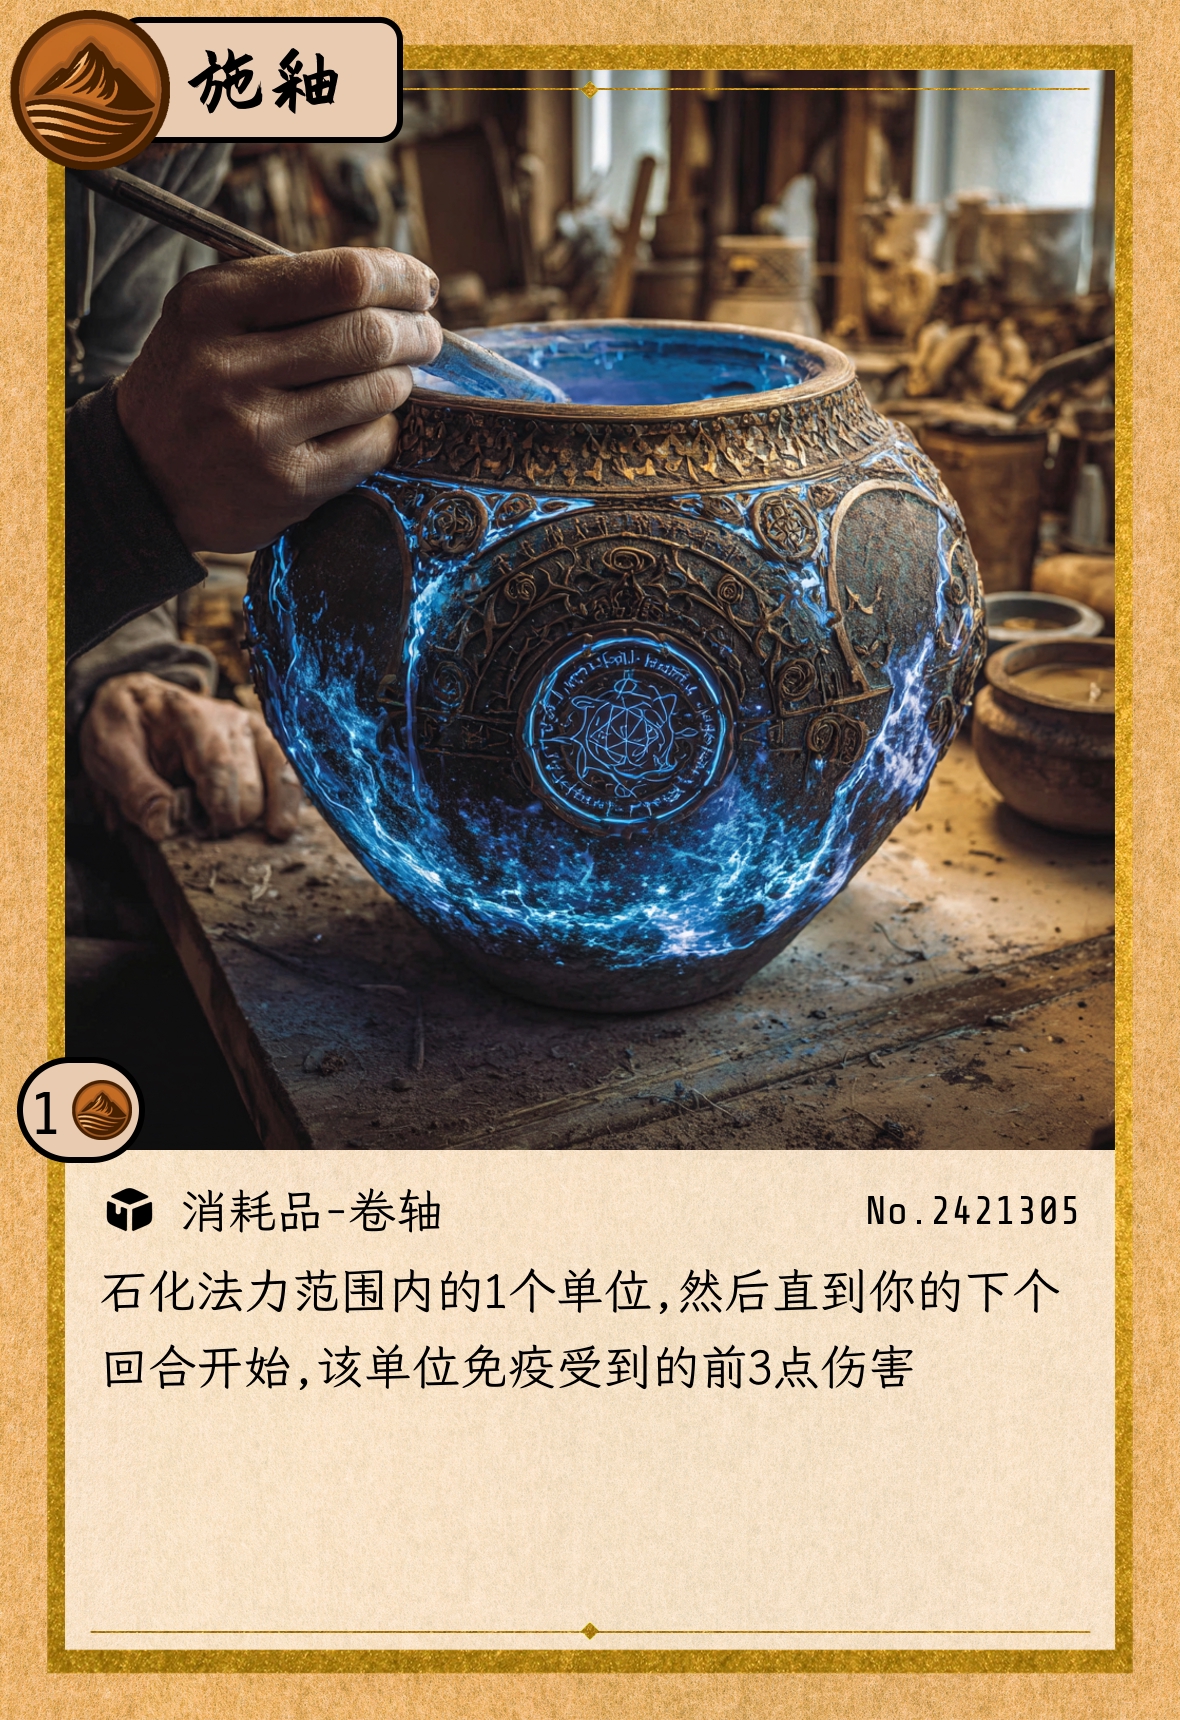 施釉
1
消耗品-卷轴
No.2421305
石化法力范围内的1个单位,然后直到你的下个
回合开始,该单位免疫受到的前3点伤害